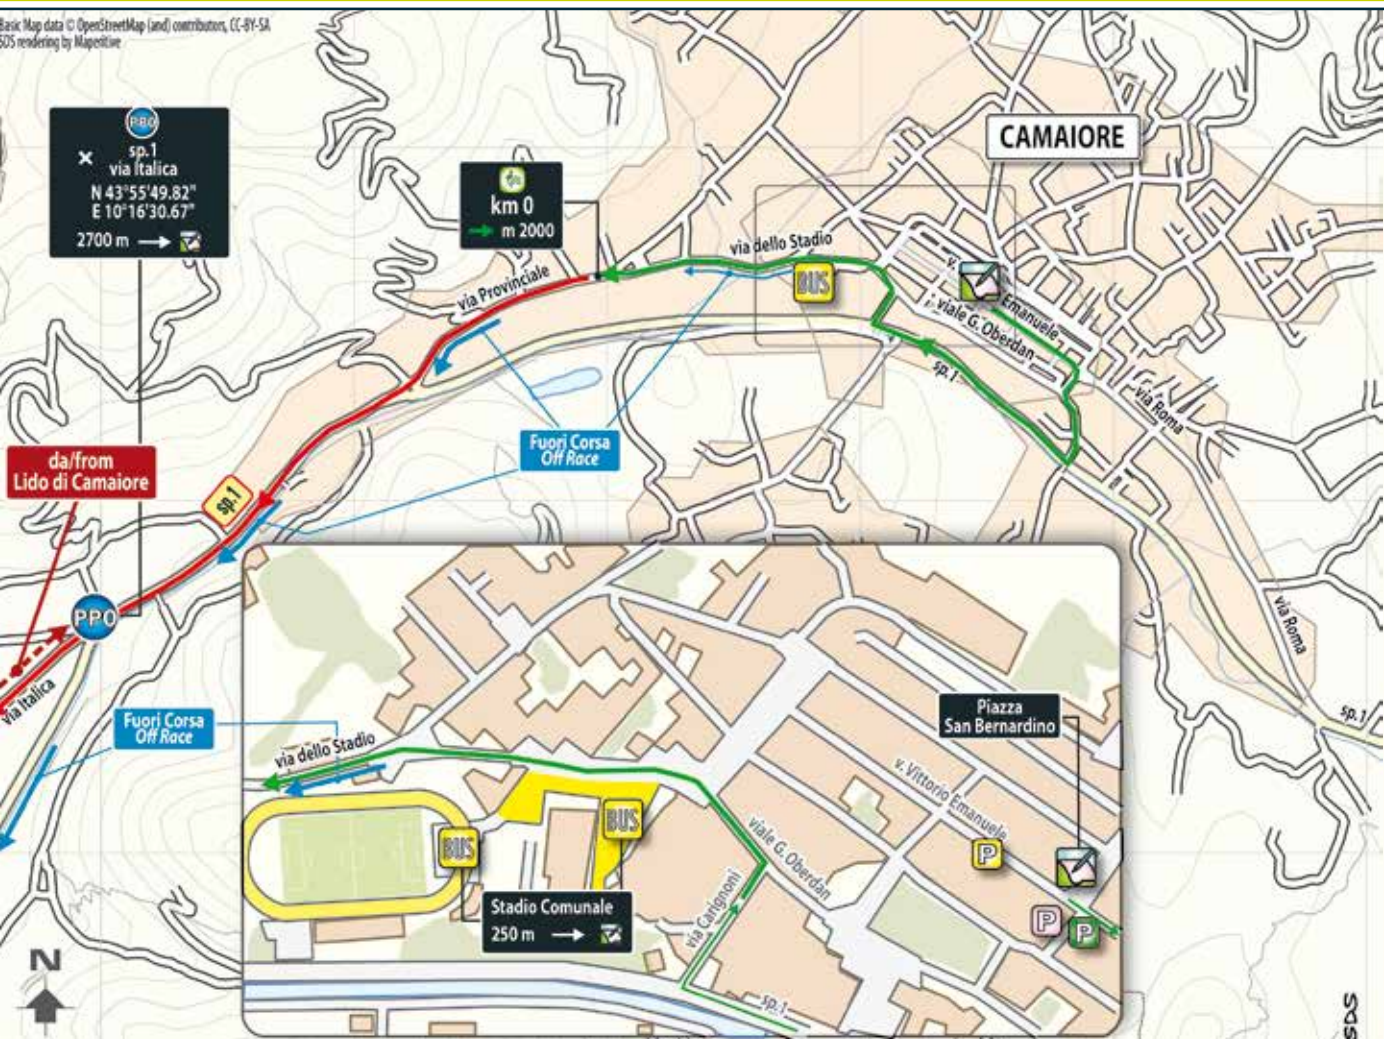 Basic Map data © OpenStreetMap (and) contributors, CC-BY-SA
SDS rendering by Maperitive
PPO
sp.1
via Italica
N 43°55'49.82"
E 10°16'30.67"
2700 m
km 0
m 2000
CAMAIORE
via dello Stadio
BUS
via Provinciale
v. Emanuele
viale G. Oberdan
sp.1
via Roma
Fuori Corsa
Off Race
da/from
Lido di Camaiore
sp.1
PPO
via Italica
via Roma
sp.1
Fuori Corsa
Off Race
via dello Stadio
Piazza
San Bernardino
v. Vittorio Emanuele
BUS
BUS
viale G. Oberdan
P
Stadio Comunale
250 m
via Carignoni
P
P
sp.1
N
SDS